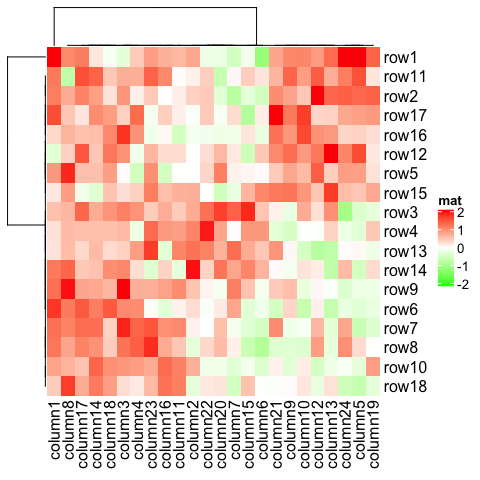 row1
row11
row2
row17
row16
row12
row5
row15
row3
row4
row13
row14
row9
row6
row7
row8
row10
row18
mat
2
1
0
-1
-2
column1
column8
column17
column14
column18
column3
column4
column23
column16
column11
column2
column22
column20
column7
column15
column6
column21
column9
column10
column12
column13
column24
column5
column19